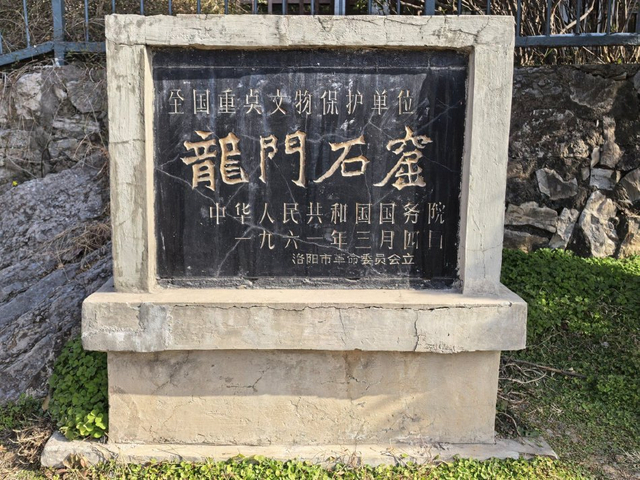 全国重点文物保护单位
龍門石窟
中华人民共和国国务院
一九六一年三月四日
洛阳市革命委员会立